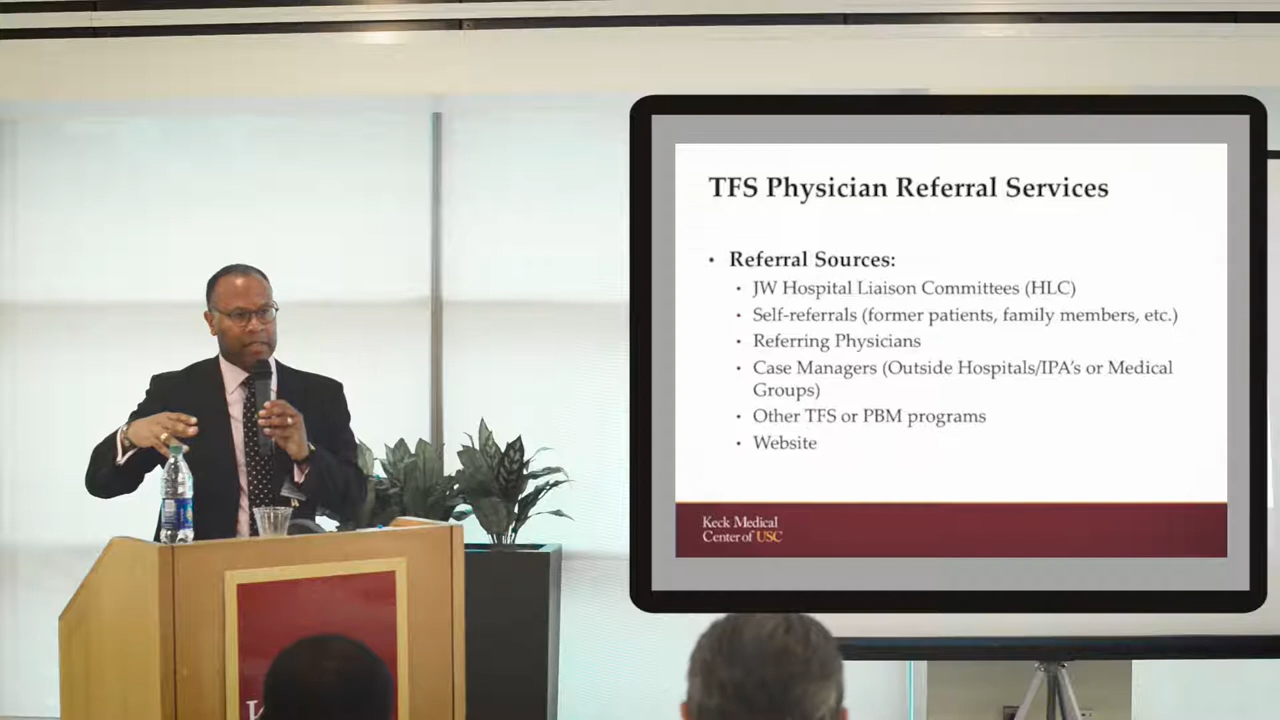 TFS Physician Referral Services
• Referral Sources:
• JW Hospital Liaison Committees (HLC)
• Self-referrals (former patients, family members, etc.)
• Referring Physicians
• Case Managers (Outside Hospitals/IPA's or Medical
Groups)
• Other TFS or PBM programs
• Website
Keck Medical
Center of USC